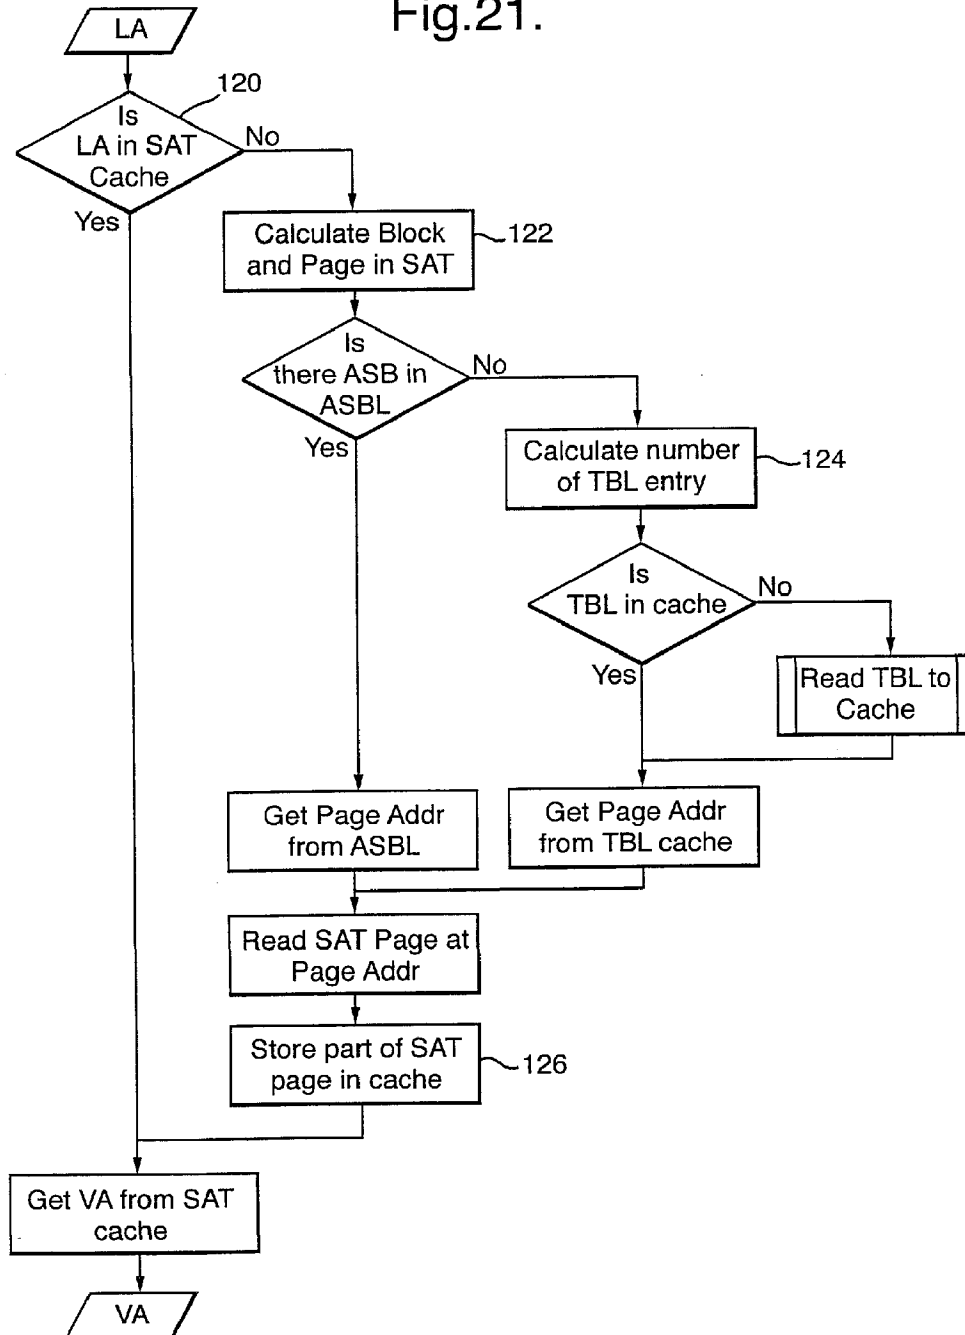 Fig.21.
LA
120
Is
LA in SAT
Cache
No
Yes
Calculate Block
and Page in SAT
122
Is
there ASB in
ASBL
No
Yes
Calculate number
of TBL entry
124
Is
TBL in cache
No
Yes
Read TBL to
Cache
Get Page Addr
from ASBL
Get Page Addr
from TBL cache
Read SAT Page at
Page Addr
Store part of SAT
page in cache
126
Get VA from SAT
cache
VA